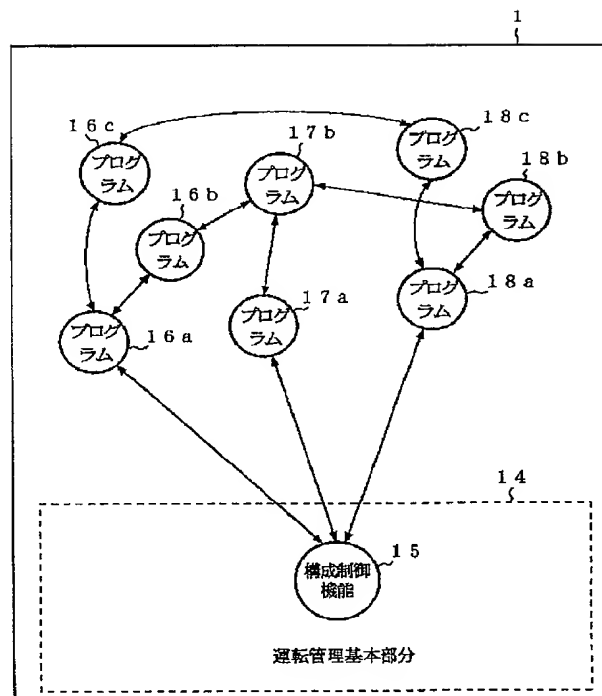 1
16c
プログ
ラム
17b
プログ
ラム
18c
プログ
ラム
18b
プログ
ラム
16b
プログ
ラム
16a
プログ
ラム
17a
プログ
ラム
18a
プログ
ラム
14
15
構成制御
機能
運転管理基本部分